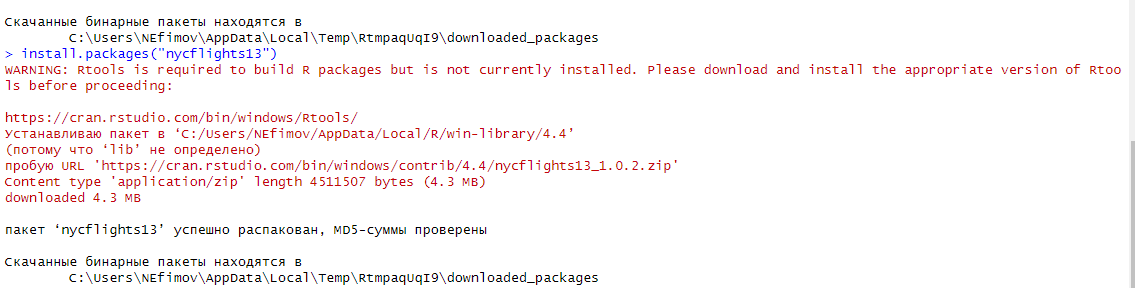 Скачанные бинарные пакеты находятся в
C:\Users\NEfimov\AppData\Local\Temp\RtmpaqUqI9\downloaded_packages
> install.packages("nycflights13")
WARNING: Rtools is required to build R packages but is not currently installed. Please download and install the appropriate version of Rtoo
ls before proceeding:
https://cran.rstudio.com/bin/windows/Rtools/
Устанавливаю пакет в ‘C:/Users/NEfimov/AppData/Local/R/win-library/4.4’
(потому что ‘lib’ не определено)
пробую URL 'https://cran.rstudio.com/bin/windows/contrib/4.4/nycflights13_1.0.2.zip'
Content type 'application/zip' length 4511507 bytes (4.3 MB)
downloaded 4.3 MB
пакет ‘nycflights13’ успешно распакован, MD5-суммы проверены
Скачанные бинарные пакеты находятся в
C:\Users\NEfimov\AppData\Local\Temp\RtmpaqUqI9\downloaded_packages